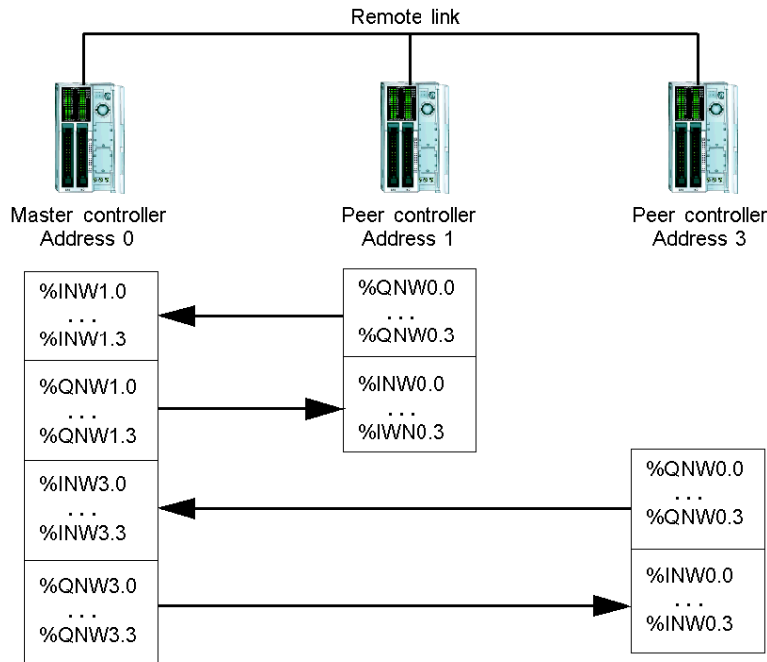 Remote link
Master controller
Address 0
Peer controller
Address 1
Peer controller
Address 3
%INW1.0
. . .
%INW1.3
%QNW1.0
. . .
%QNW1.3
%INW3.0
. . .
%INW3.3
%QNW3.0
. . .
%QNW3.3
%QNW0.0
. . .
%QNW0.3
%INW0.0
. . .
%IWN0.3
%QNW0.0
. . .
%QNW0.3
%INW0.0
. . .
%INW0.3